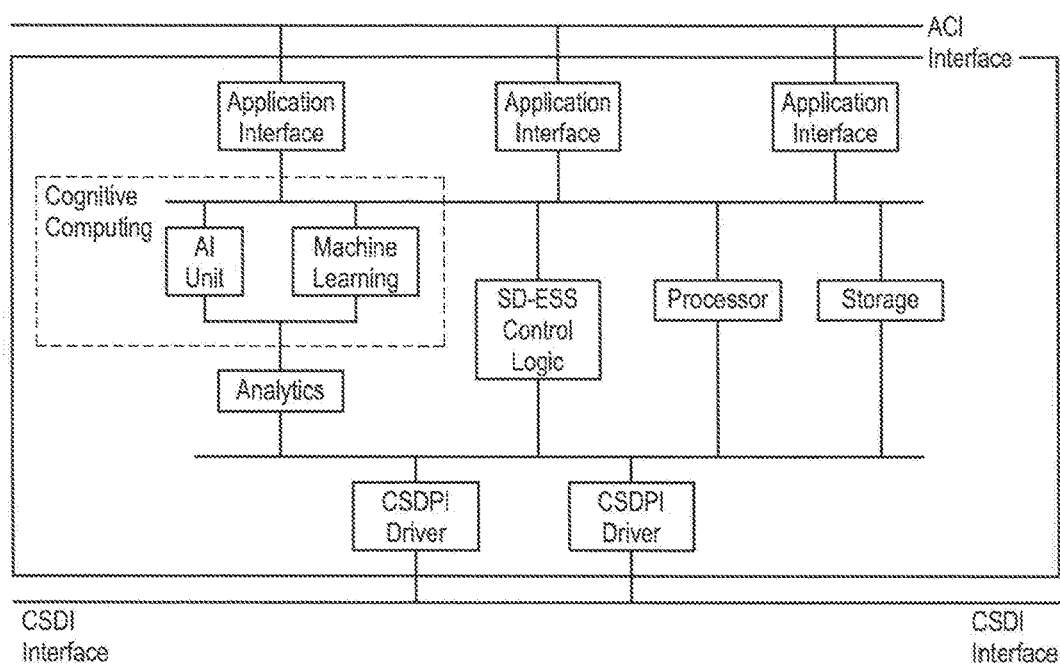 ACI
Interface
Application
Interface
Application
Interface
Application
Interface
Cognitive
Computing
AI
Unit
Machine
Learning
SD-ESS
Control
Logic
Processor
Storage
Analytics
CSDPI
Driver
CSDPI
Driver
CSDI
Interface
CSDI
Interface